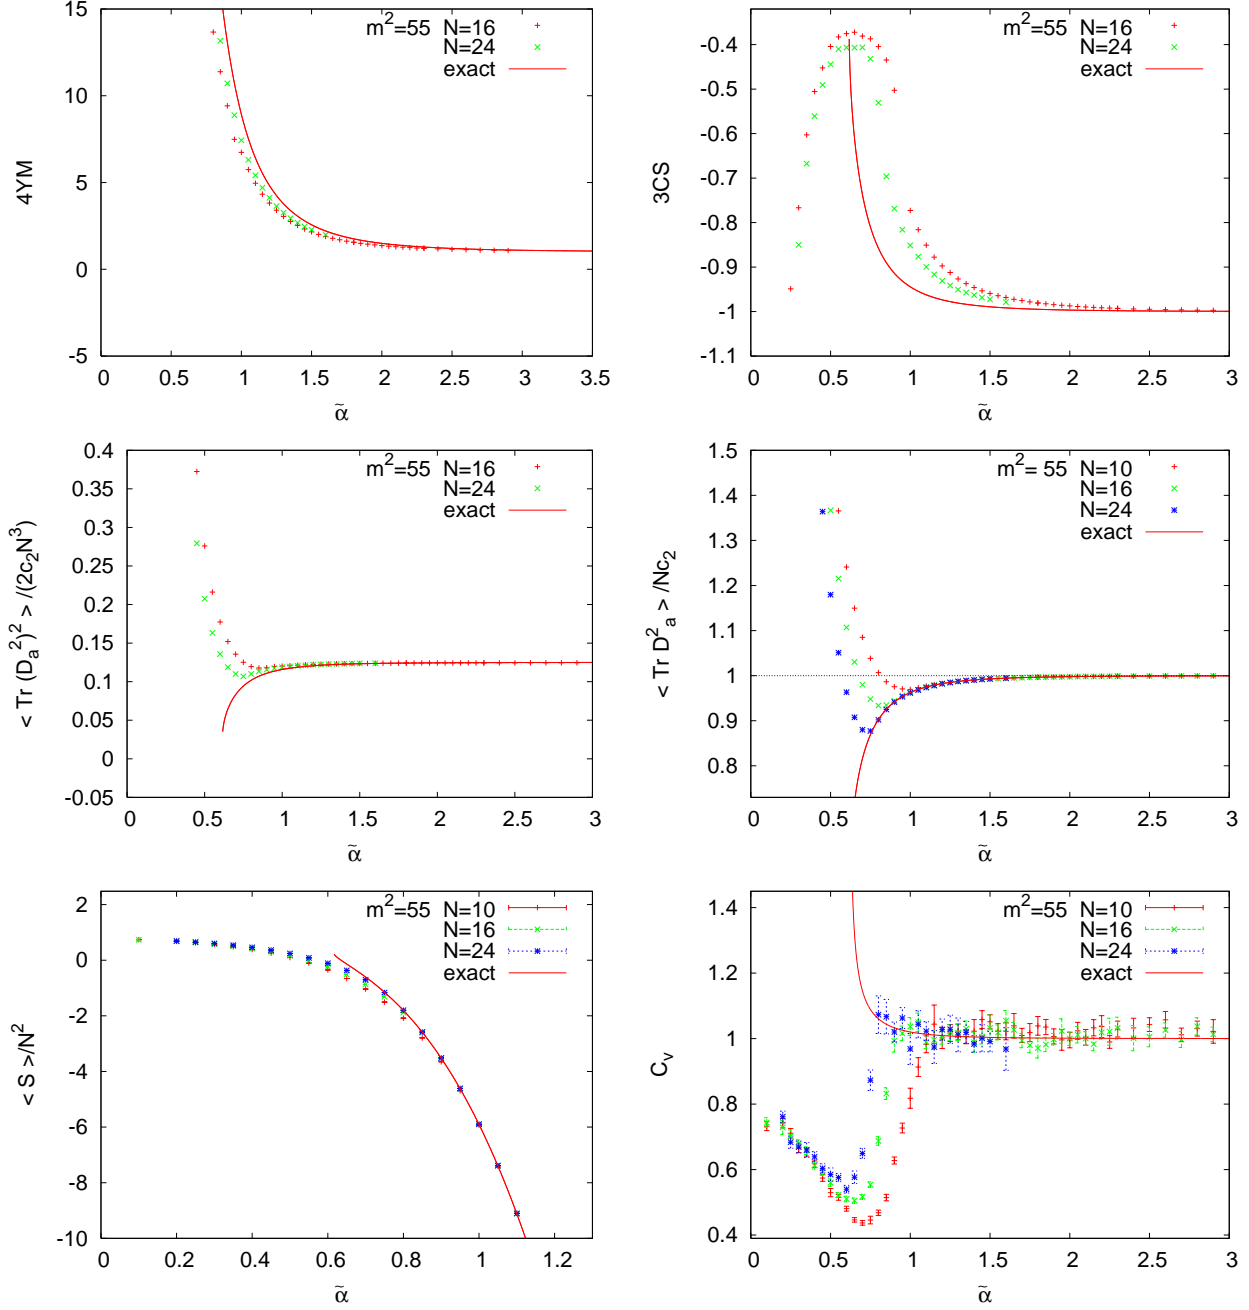 15
10
5
0
-5
4YM
m²=55 N=16
N=24
exact
0 0.5 1 1.5 2 2.5 3 3.5
α̃
-0.4
-0.5
-0.6
-0.7
-0.8
-0.9
-1
-1.1
3CS
m²=55 N=16
N=24
exact
0 0.5 1 1.5 2 2.5 3
α̃
0.4
0.35
0.3
0.25
0.2
0.15
0.1
0.05
0
-0.05
< Tr (D_a²)² > /(2c₂N³)
m²=55 N=16
N=24
exact
0 0.5 1 1.5 2 2.5 3
α̃
1.5
1.4
1.3
1.2
1.1
1
0.9
0.8
< Tr D²_a > /Nc₂
m²= 55 N=10
N=16
N=24
exact
0 0.5 1 1.5 2 2.5 3
α̃
2
0
-2
-4
-6
-8
-10
< S >/N²
m²=55 N=10
N=16
N=24
exact
0 0.2 0.4 0.6 0.8 1 1.2
α̃
1.4
1.2
1
0.8
0.6
0.4
C_v
m²=55 N=10
N=16
N=24
exact
0 0.5 1 1.5 2 2.5 3
α̃